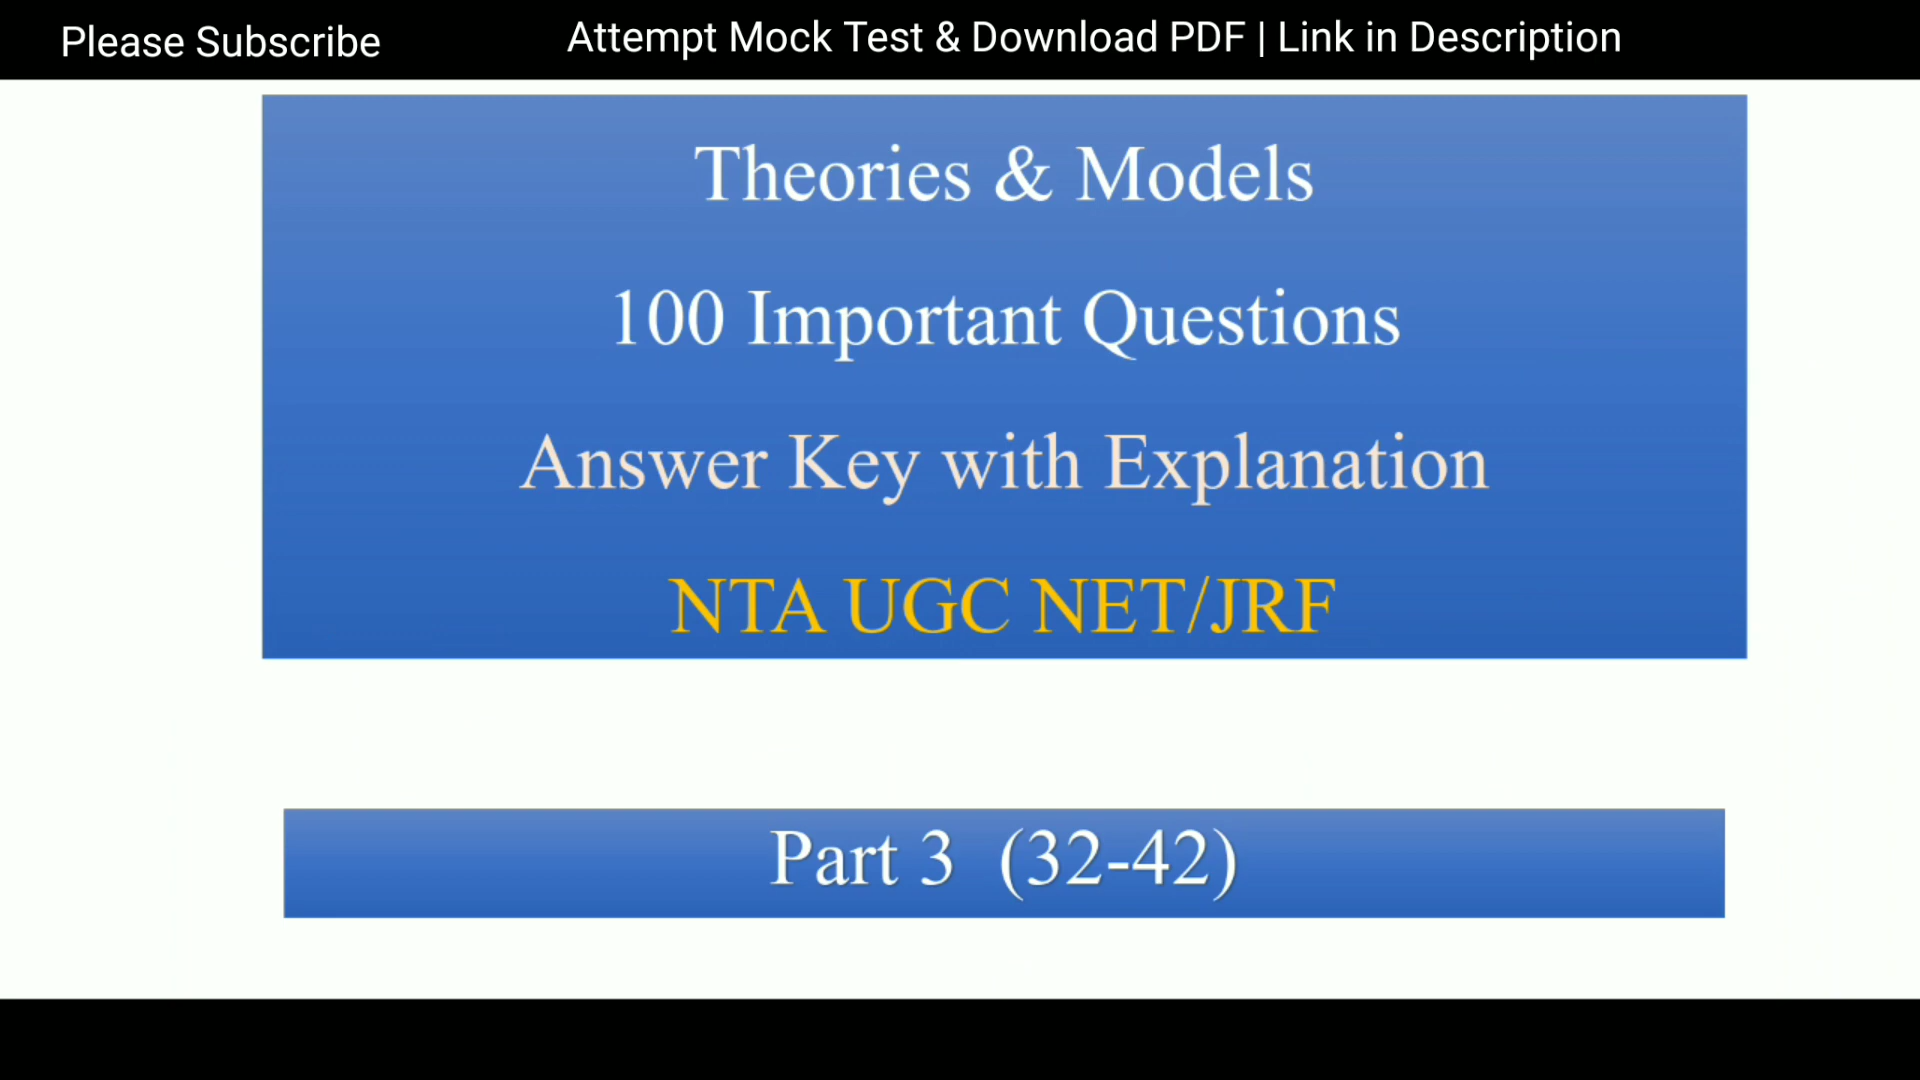 Please Subscribe
Attempt Mock Test & Download PDF | Link in Description
Theories & Models
100 Important Questions
Answer Key with Explanation
NTA UGC NET/JRF
Part 3 (32-42)